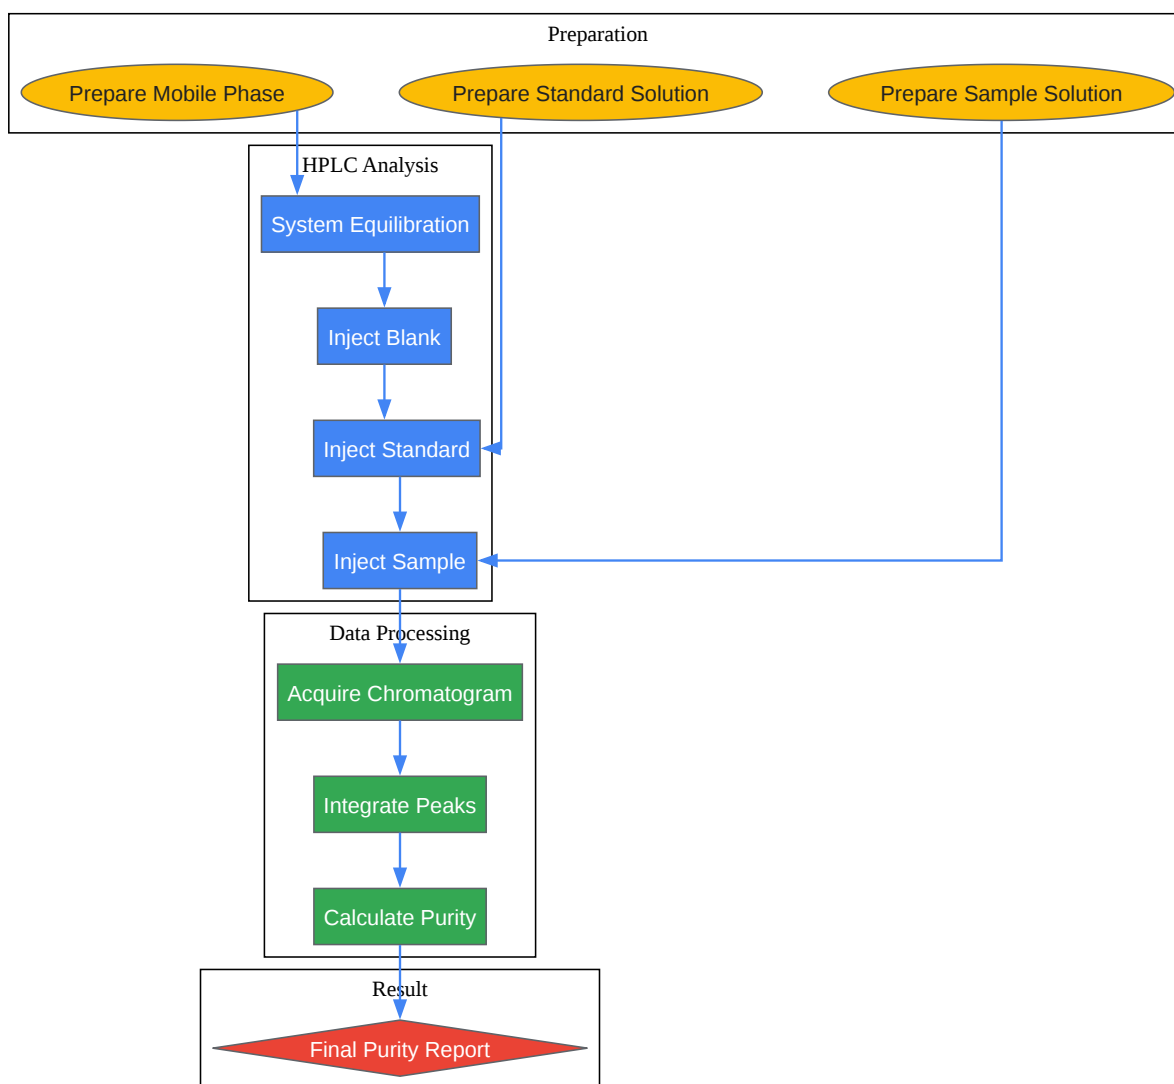 Preparation
Prepare Mobile Phase
Prepare Standard Solution
Prepare Sample Solution
HPLC Analysis
System Equilibration
Inject Blank
Inject Standard
Inject Sample
Data Processing
Acquire Chromatogram
Integrate Peaks
Calculate Purity
Result
Final Purity Report